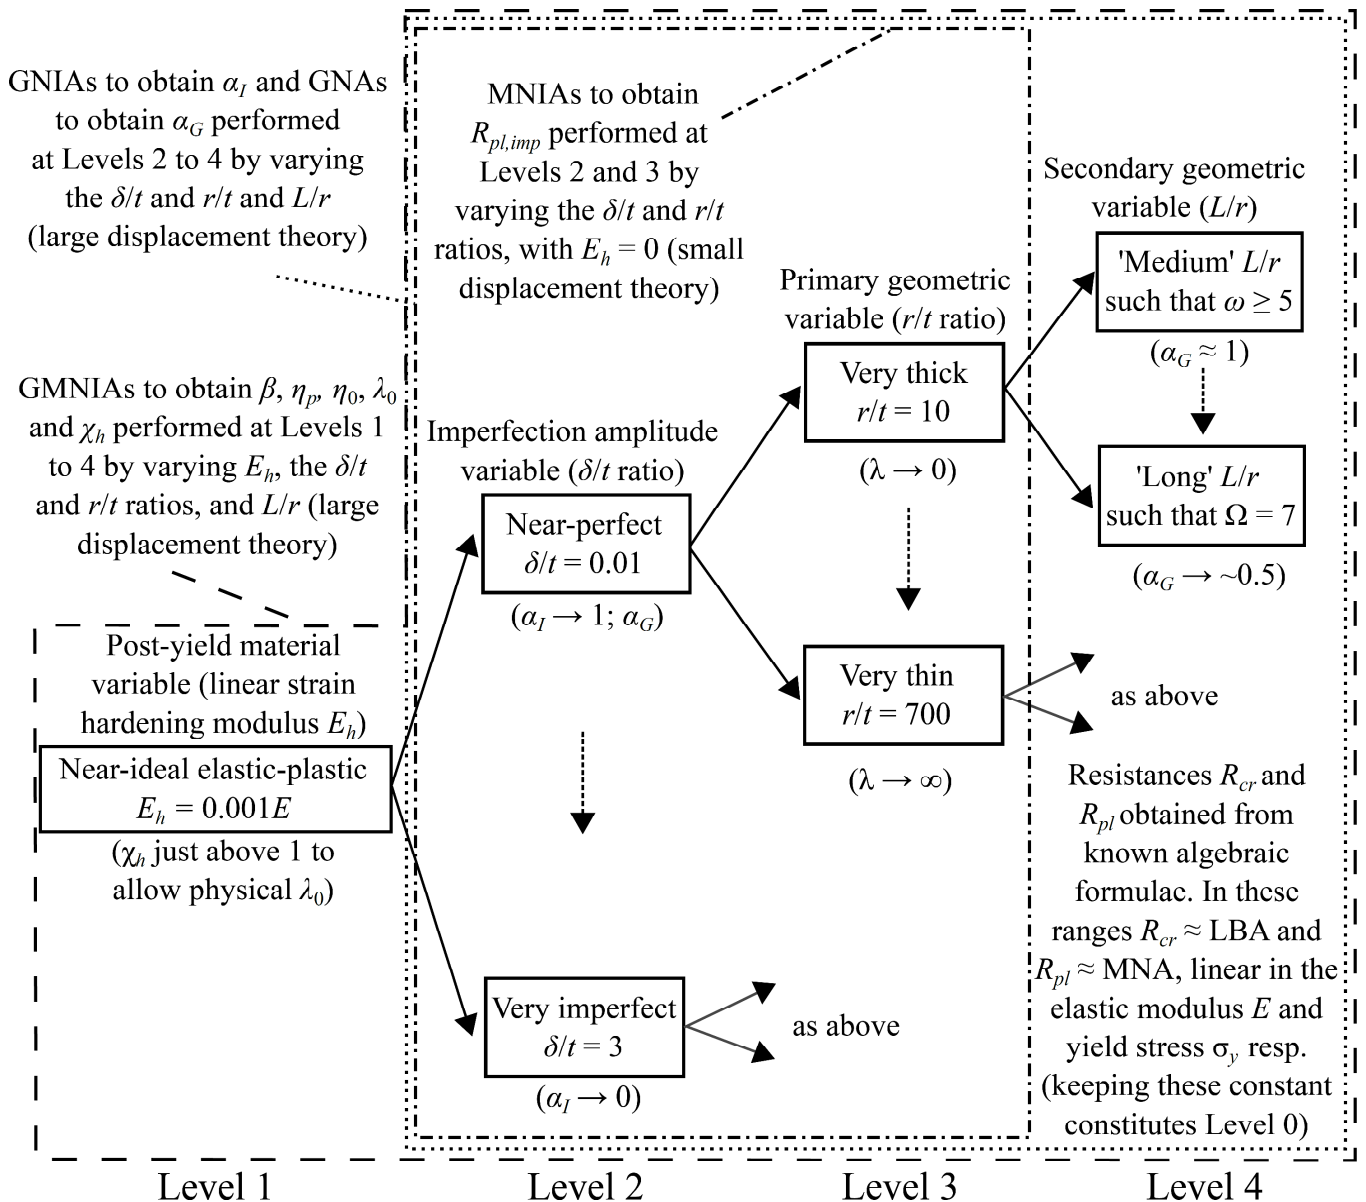 GNIAs to obtain α_I and GNAs
to obtain α_G performed
at Levels 2 to 4 by varying
the δ/t and r/t and L/r
(large displacement theory)
MNIAs to obtain
R_pl,imp performed at
Levels 2 and 3 by
varying the δ/t and r/t
ratios, with E_h = 0 (small
displacement theory)
GMNIAs to obtain β, η_p, η_0, λ_0
and χ_h performed at Levels 1
to 4 by varying E_h, the δ/t
and r/t ratios, and L/r (large
displacement theory)
Post-yield material
variable (linear strain
hardening modulus E_h)
Near-ideal elastic-plastic
E_h = 0.001E
(χ_h just above 1 to
allow physical λ_0)
Imperfection amplitude
variable (δ/t ratio)
Near-perfect
δ/t = 0.01
(α_I → 1; α_G)
Very imperfect
δ/t = 3
(α_I → 0)
as above
Primary geometric
variable (r/t ratio)
Very thick
r/t = 10
(λ → 0)
Very thin
r/t = 700
(λ → ∞)
as above
Secondary geometric
variable (L/r)
'Medium' L/r
such that ω ≥ 5
(α_G ≈ 1)
'Long' L/r
such that Ω = 7
(α_G → ~0.5)
Resistances R_cr and
R_pl obtained from
known algebraic
formulae. In these
ranges R_cr ≈ LBA and
R_pl ≈ MNA, linear in the
elastic modulus E and
yield stress σ_y resp.
(keeping these constant
constitutes Level 0)
Level 1
Level 2
Level 3
Level 4